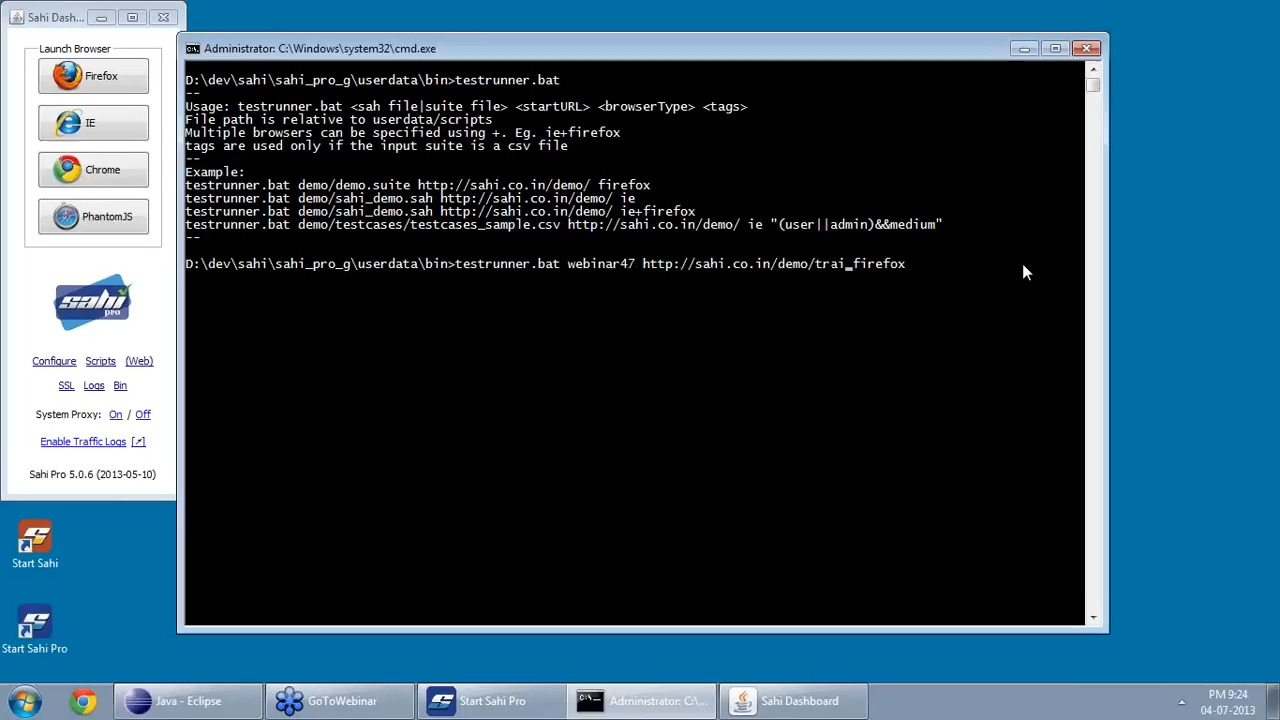 Sahi Dash...
Launch Browser
Firefox
IE
Chrome
PhantomJS
sahi
pro
Configure Scripts (Web)
SSL Logs Bin
System Proxy: On / Off
Enable Traffic Logs [↗]
Sahi Pro 5.0.6 (2013-05-10)
Start Sahi
Start Sahi Pro
Administrator: C:\Windows\system32\cmd.exe
D:\dev\sahi\sahi_pro_g\userdata\bin>testrunner.bat
--
Usage: testrunner.bat <sah file|suite file> <startURL> <browserType> <tags>
File path is relative to userdata/scripts
Multiple browsers can be specified using +. Eg. ie+firefox
tags are used only if the input suite is a csv file
--
Example:
testrunner.bat demo/demo.suite http://sahi.co.in/demo/ firefox
testrunner.bat demo/sahi_demo.sah http://sahi.co.in/demo/ ie
testrunner.bat demo/sahi_demo.sah http://sahi.co.in/demo/ ie+firefox
testrunner.bat demo/testcases/testcases_sample.csv http://sahi.co.in/demo/ ie "(user||admin)&&medium"
--
D:\dev\sahi\sahi_pro_g\userdata\bin>testrunner.bat webinar47 http://sahi.co.in/demo/trai_firefox
Java - Eclipse
GoToWebinar
Start Sahi Pro
Administrator: C:\...
Sahi Dashboard
PM 9:24
04-07-2013